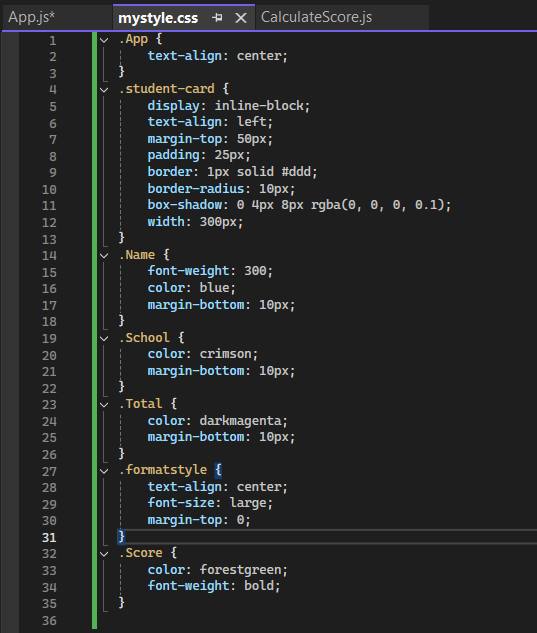 App.js*
mystyle.css
CalculateScore.js
1 .App {
2 text-align: center;
3 }
4 .student-card {
5 display: inline-block;
6 text-align: left;
7 margin-top: 50px;
8 padding: 25px;
9 border: 1px solid #ddd;
10 border-radius: 10px;
11 box-shadow: 0 4px 8px rgba(0, 0, 0, 0.1);
12 width: 300px;
13 }
14 .Name {
15 font-weight: 300;
16 color: blue;
17 margin-bottom: 10px;
18 }
19 .School {
20 color: crimson;
21 margin-bottom: 10px;
22 }
23 .Total {
24 color: darkmagenta;
25 margin-bottom: 10px;
26 }
27 .formatstyle {
28 text-align: center;
29 font-size: large;
30 margin-top: 0;
31 }
32 .Score {
33 color: forestgreen;
34 font-weight: bold;
35 }
36